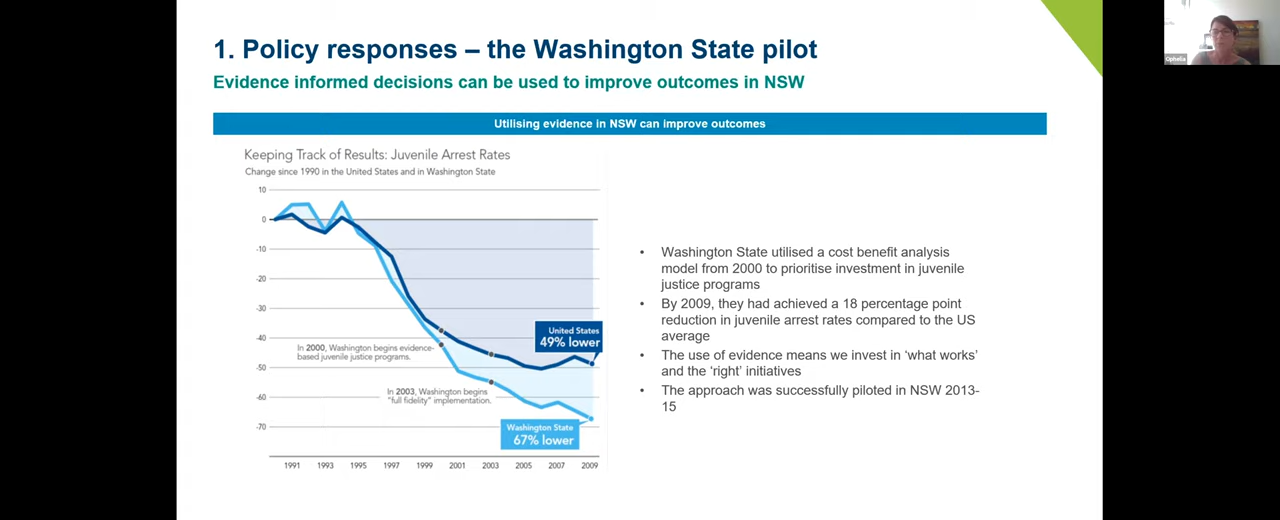 1. Policy responses – the Washington State pilot
Evidence informed decisions can be used to improve outcomes in NSW
Utilising evidence in NSW can improve outcomes
Keeping Track of Results: Juvenile Arrest Rates
Change since 1990 in the United States and in Washington State
10
0
-10
-20
-30
-40
-50
-60
-70
United States
49% lower
In 2000, Washington begins evidence-
based juvenile justice programs.
In 2003, Washington begins
"full fidelity" implementation.
Washington State
67% lower
1991 1993 1995 1997 1999 2001 2003 2005 2007 2009
• Washington State utilised a cost benefit analysis
model from 2000 to prioritise investment in juvenile
justice programs
• By 2009, they had achieved a 18 percentage point
reduction in juvenile arrest rates compared to the US
average
• The use of evidence means we invest in ‘what works’
and the ‘right’ initiatives
• The approach was successfully piloted in NSW 2013-
15
Ophelia